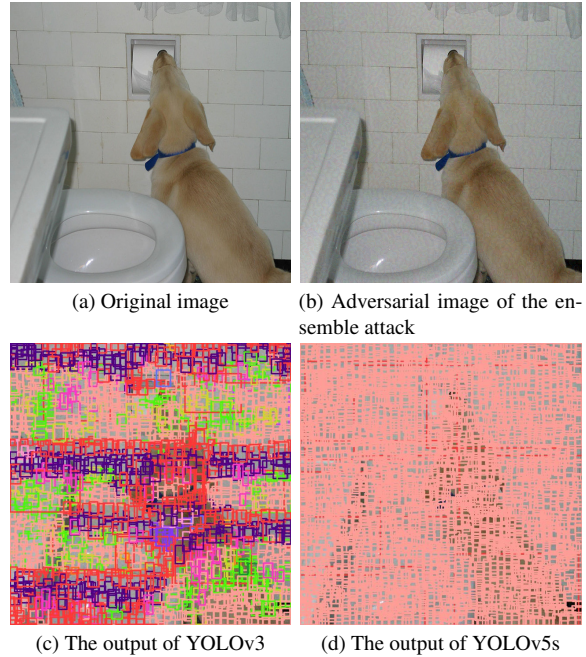 (a) Original image
(b) Adversarial image of the en-
semble attack
(c) The output of YOLOv3
(d) The output of YOLOv5s